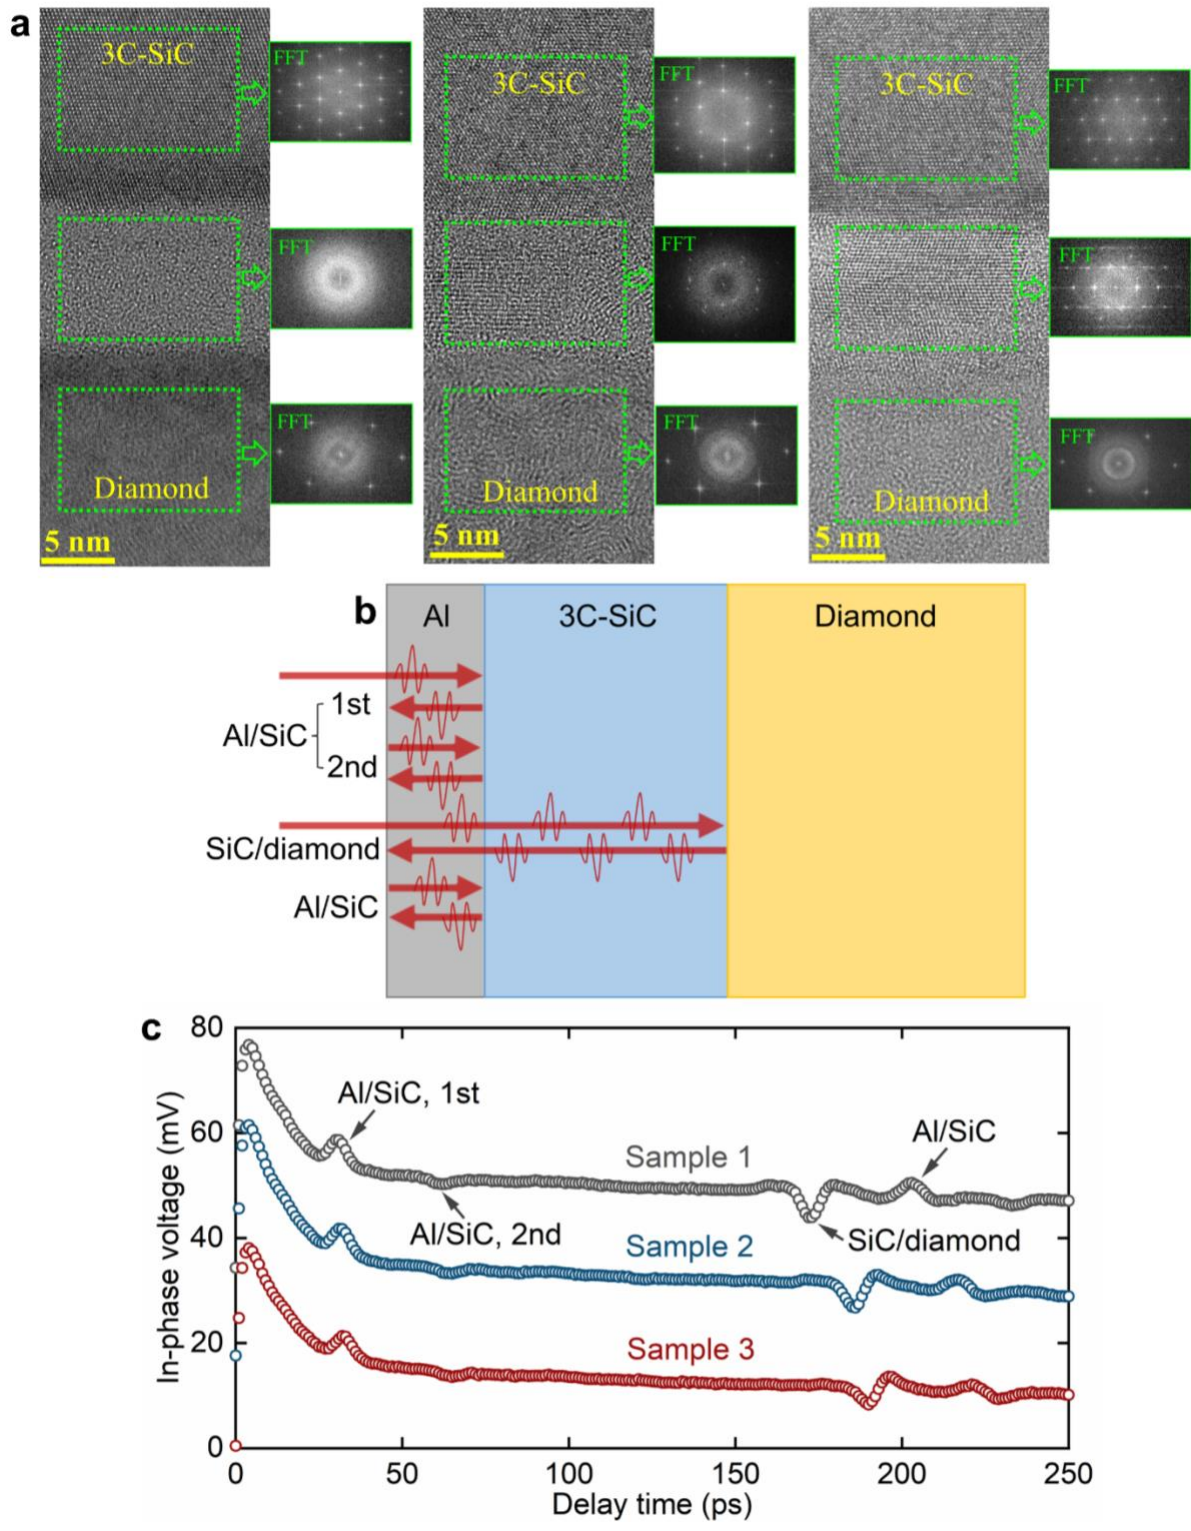 a
3C-SiC
FFT
3C-SiC
FFT
3C-SiC
FFT
FFT
FFT
FFT
FFT
Diamond
FFT
Diamond
FFT
Diamond
5 nm
5 nm
5 nm
b
Al
3C-SiC
Diamond
1st
Al/SiC
2nd
SiC/diamond
Al/SiC
c
80
60
40
20
0
In-phase voltage (mV)
Al/SiC, 1st
Al/SiC
Sample 1
Al/SiC, 2nd
SiC/diamond
Sample 2
Sample 3
0 50 100 150 200 250
Delay time (ps)